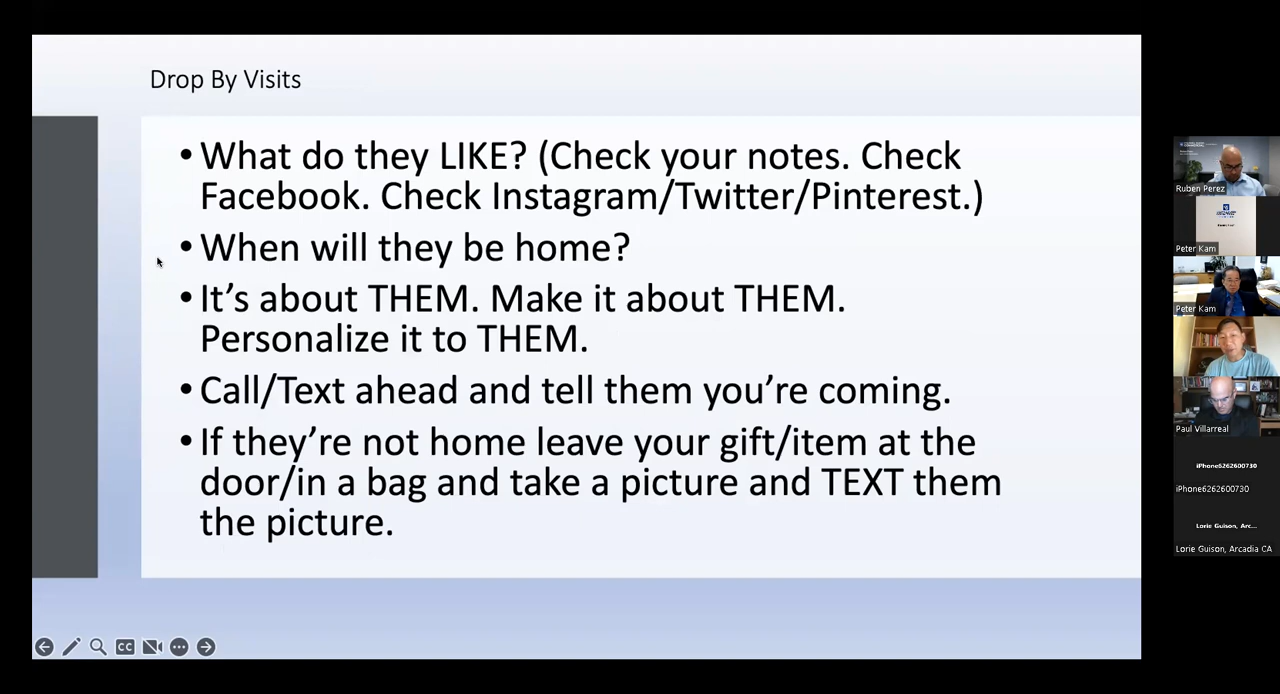 Drop By Visits
• What do they LIKE? (Check your notes. Check
Facebook. Check Instagram/Twitter/Pinterest.)
• When will they be home?
• It’s about THEM. Make it about THEM.
Personalize it to THEM.
• Call/Text ahead and tell them you’re coming.
• If they’re not home leave your gift/item at the
door/in a bag and take a picture and TEXT them
the picture.
CC
Ruben Perez
Peter Kam
Peter Kam
Paul Villarreal
iPhone6262600730
iPhone6262600730
Lorie Guison, Arc...
Lorie Guison, Arcadia CA